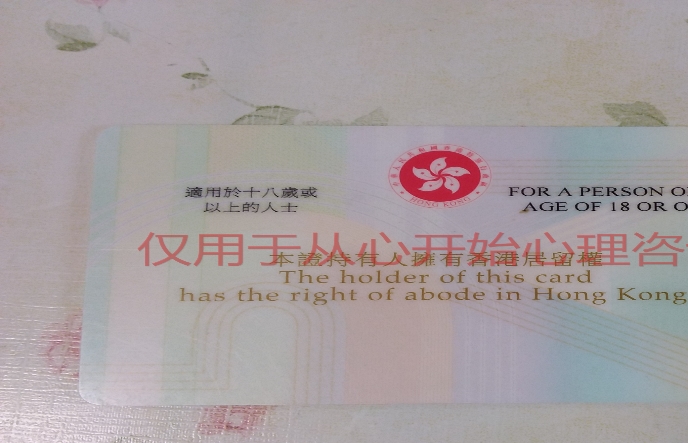 適用於十八歲或
以上的人士
HONG KONG
FOR A PERSON O
AGE OF 18 OR O
仅用于从心开始心理咨
本證持有人擁有香港居留權
The holder of this card
has the right of abode in Hong Kong